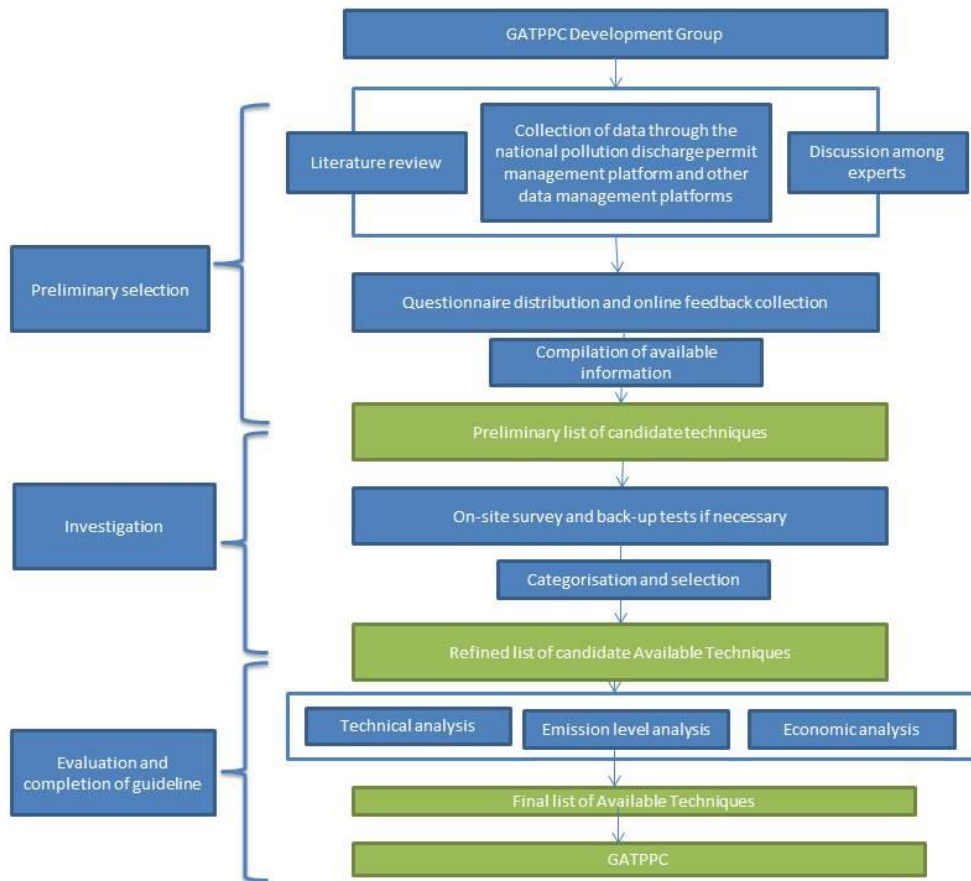 GATPPC Development Group
Literature review
Collection of data through the
national pollution discharge permit
management platform and other
data management platforms
Discussion among
experts
Preliminary selection
Questionnaire distribution and online feedback collection
Compilation of available
information
Preliminary list of candidate techniques
Investigation
On-site survey and back-up tests if necessary
Categorisation and selection
Refined list of candidate Available Techniques
Technical analysis
Emission level analysis
Economic analysis
Evaluation and
completion of guideline
Final list of Available Techniques
GATPPC